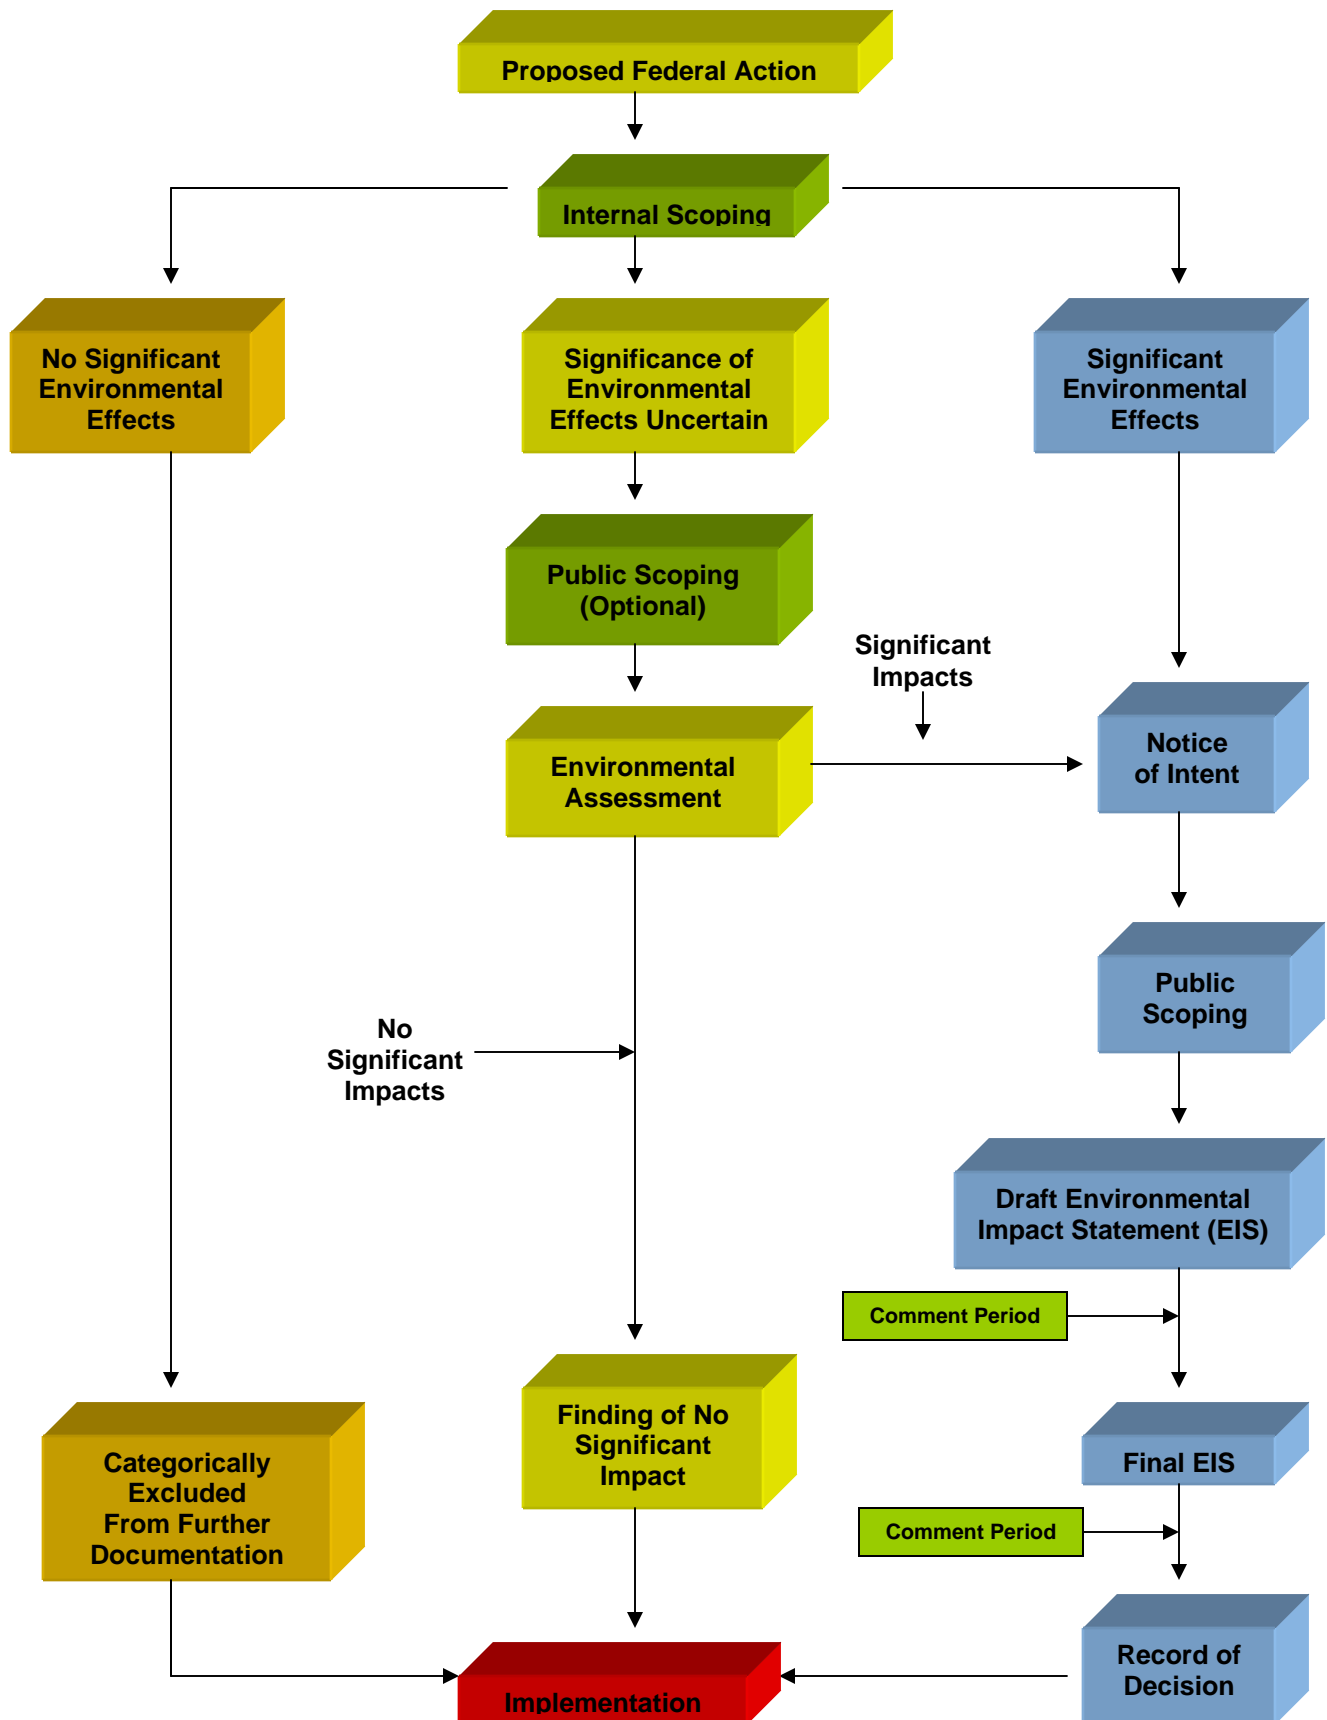 Proposed Federal Action
Internal Scoping
No Significant
Environmental
Effects
Significance of
Environmental
Effects Uncertain
Significant
Environmental
Effects
Public Scoping
(Optional)
Significant
Impacts
Environmental
Assessment
Notice
of Intent
Public
Scoping
No
Significant
Impacts
Draft Environmental
Impact Statement (EIS)
Comment Period
Finding of No
Significant
Impact
Categorically
Excluded
From Further
Documentation
Final EIS
Comment Period
Record of
Decision
Implementation